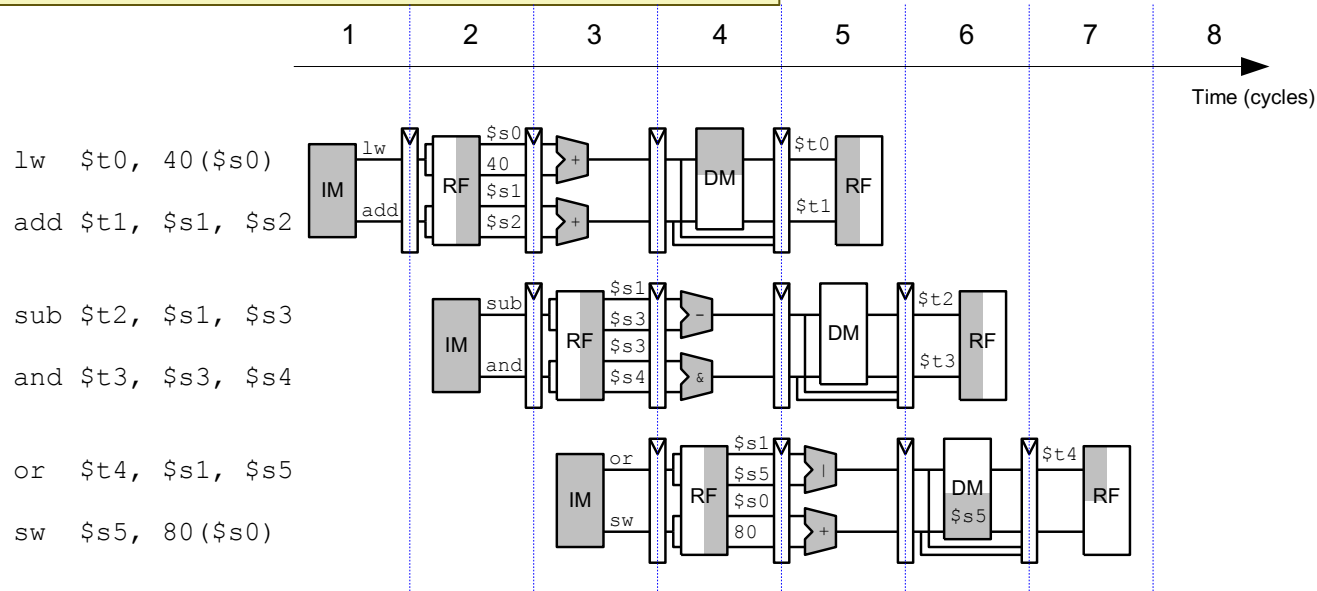 1 2 3 4 5 6 7 8
Time (cycles)
lw $t0, 40($s0)
add $t1, $s1, $s2
IM
lw
add
RF
$s0
40
$s1
$s2
+
+
DM
$t0
$t1
RF
sub $t2, $s1, $s3
and $t3, $s3, $s4
IM
sub
and
RF
$s1
$s3
$s3
$s4
-
&
DM
$t2
$t3
RF
or $t4, $s1, $s5
sw $s5, 80($s0)
IM
or
sw
RF
$s1
$s5
$s0
80
|
+
DM
$s5
$t4
RF